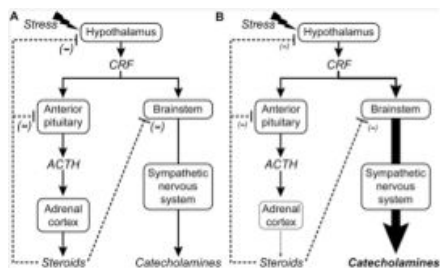 A
Stress
Hypothalamus
(-)
CRF
Anterior
pituitary
Brainstem
(-)
(-)
ACTH
Sympathetic
nervous
system
Adrenal
cortex
Steroids
Catecholamines
B
Stress
Hypothalamus
(-)
CRF
Anterior
pituitary
Brainstem
(-)
(-)
ACTH
Sympathetic
nervous
system
Adrenal
cortex
Steroids
Catecholamines